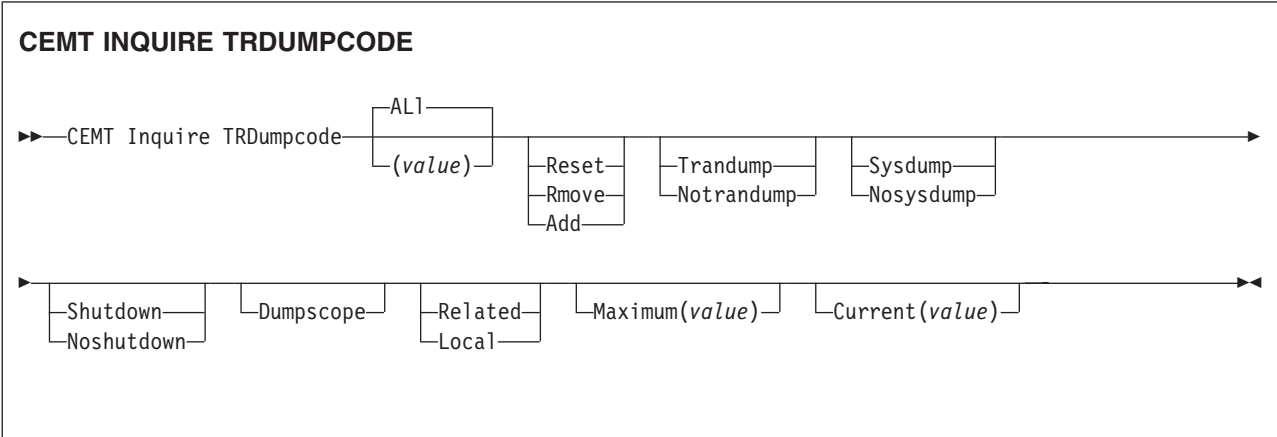 CEMT INQUIRE TRDUMPCODE
ALl
CEMT Inquire TRDumpcode
(value)
Reset
Rmove
Add
Trandump
Notrandump
Sysdump
Nosysdump
Shutdown
Noshutdown
Dumpscope
Related
Local
Maximum(value)
Current(value)